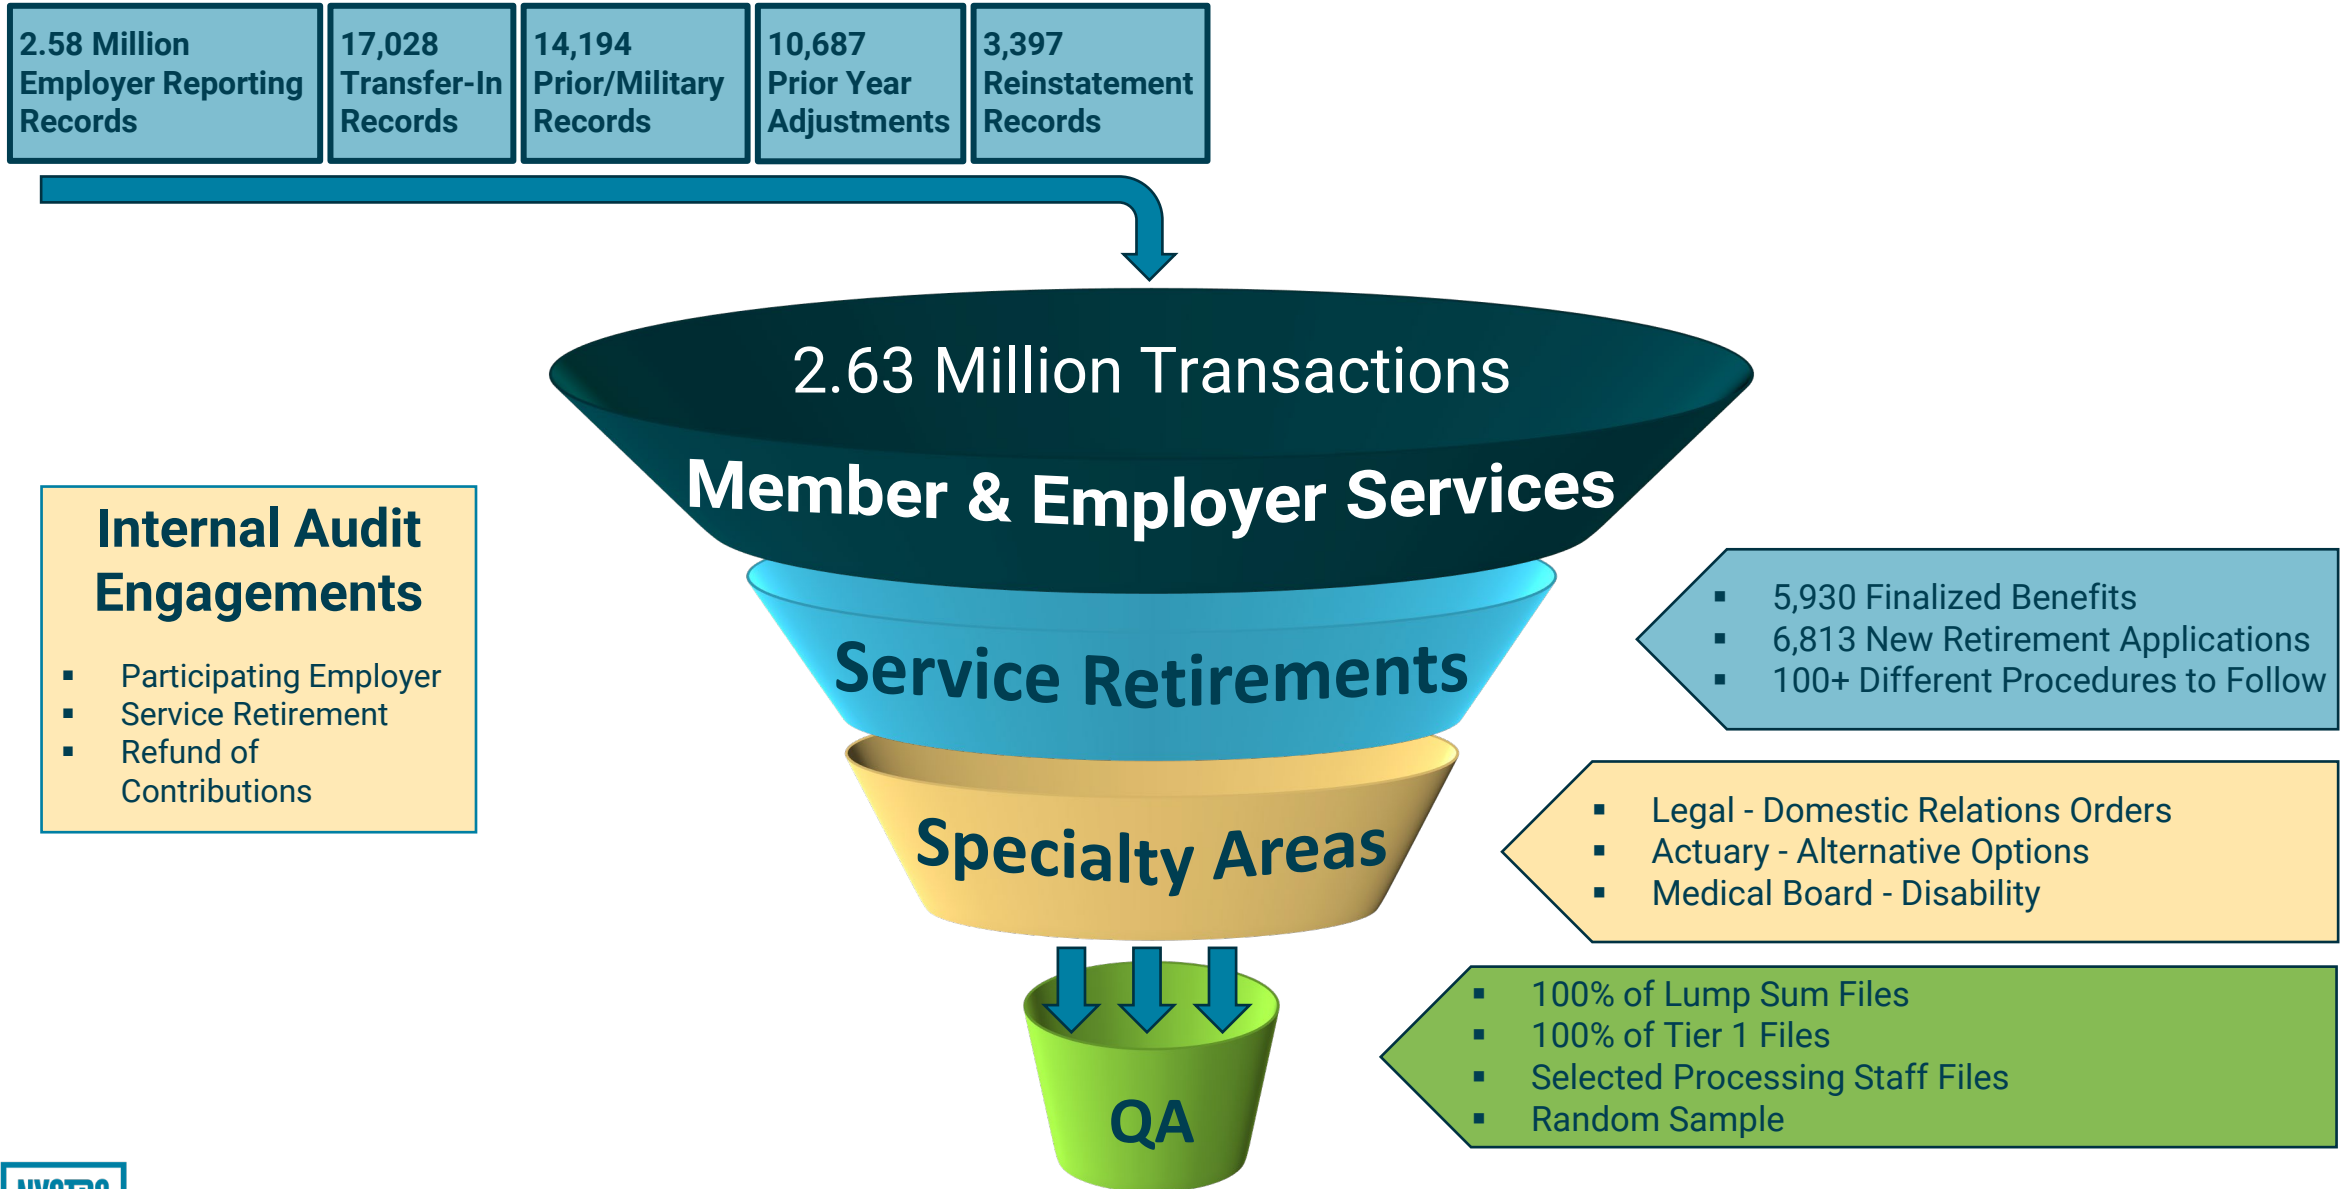 2.58 Million
Employer Reporting
Records
17,028
Transfer-In
Records
14,194
Prior/Military
Records
10,687
Prior Year
Adjustments
3,397
Reinstatement
Records
2.63 Million Transactions
Member & Employer Services
Internal Audit
Engagements
▪ Participating Employer
▪ Service Retirement
▪ Refund of
Contributions
Service Retirements
▪ 5,930 Finalized Benefits
▪ 6,813 New Retirement Applications
▪ 100+ Different Procedures to Follow
Specialty Areas
▪ Legal - Domestic Relations Orders
▪ Actuary - Alternative Options
▪ Medical Board - Disability
QA
▪ 100% of Lump Sum Files
▪ 100% of Tier 1 Files
▪ Selected Processing Staff Files
▪ Random Sample